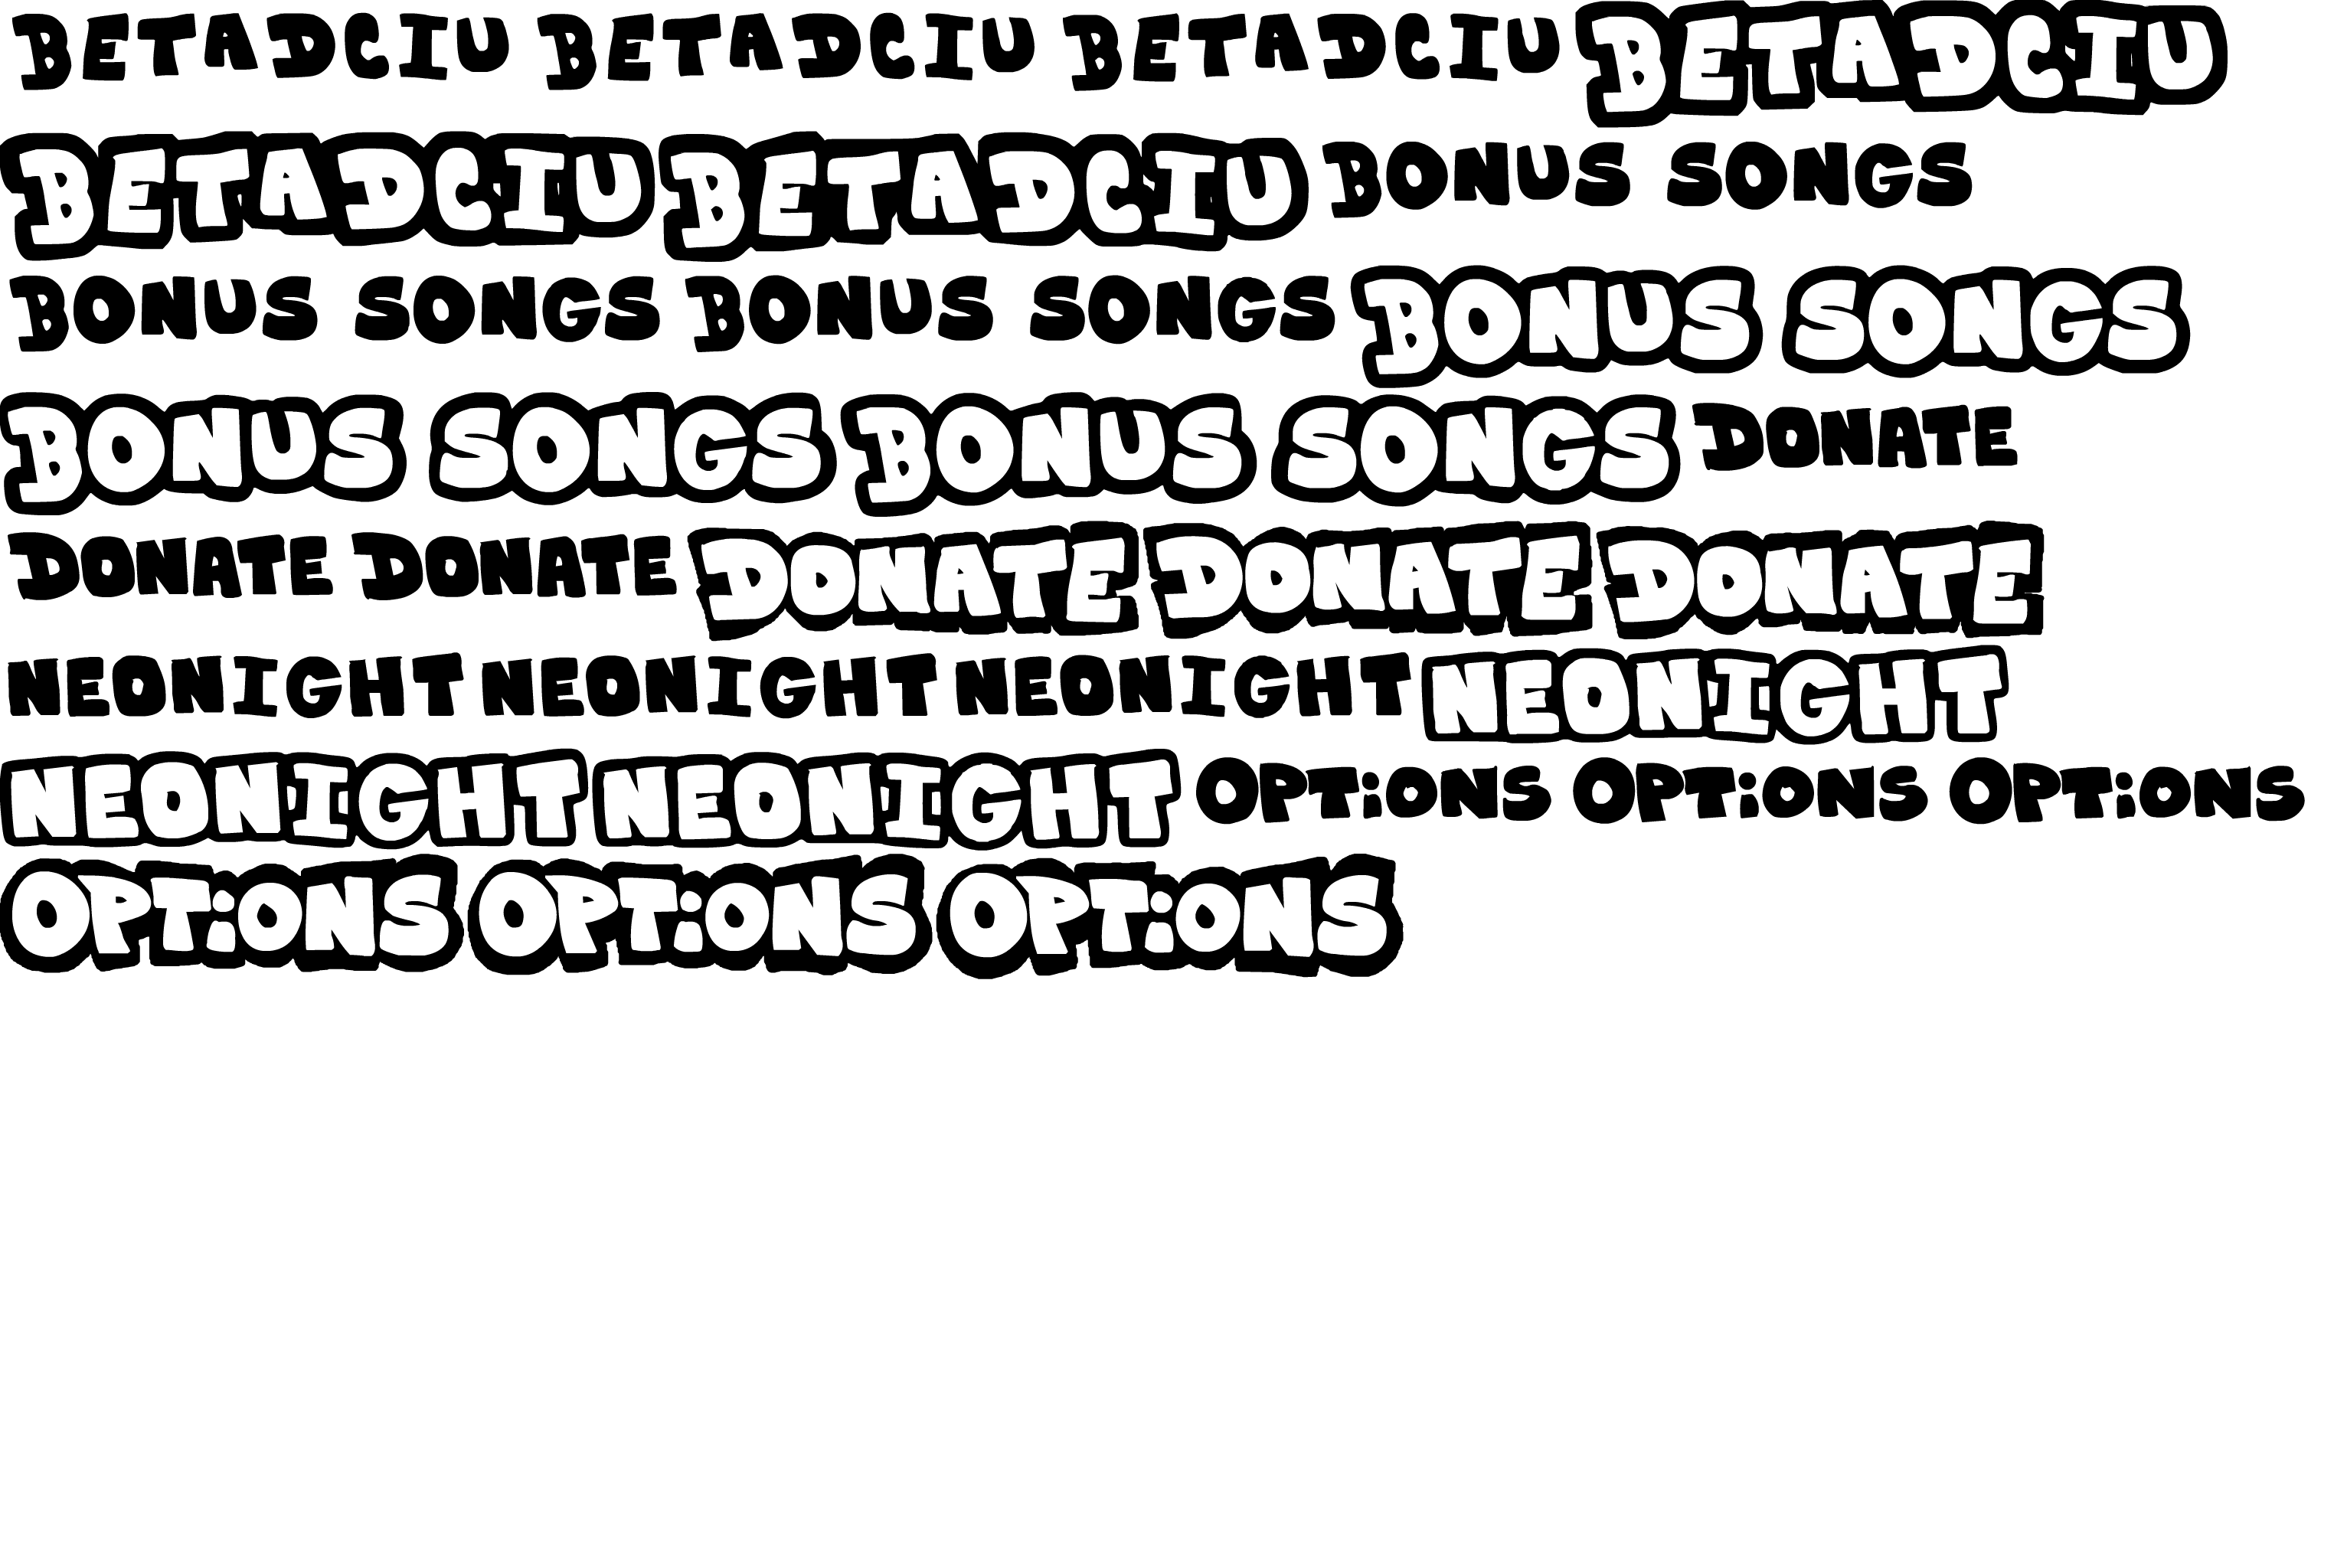 BETADCIU BETADCIU BETADCIU BETADCIU
BETADCIU BETADCIU BONUS SONGS
BONUS SONGS BONUS SONGS BONUS SONGS
BONUS SONGS BONUS SONGS DONATE
DONATE DONATE DONATE DONATE DONATE
NEONIGHT NEONIGHT NEONIGHT NEONIGHT
NEONIGHT NEONIGHT OPTiONS OPTiONS OPTiONS
OPTiONS OPTiONS OPTiONS